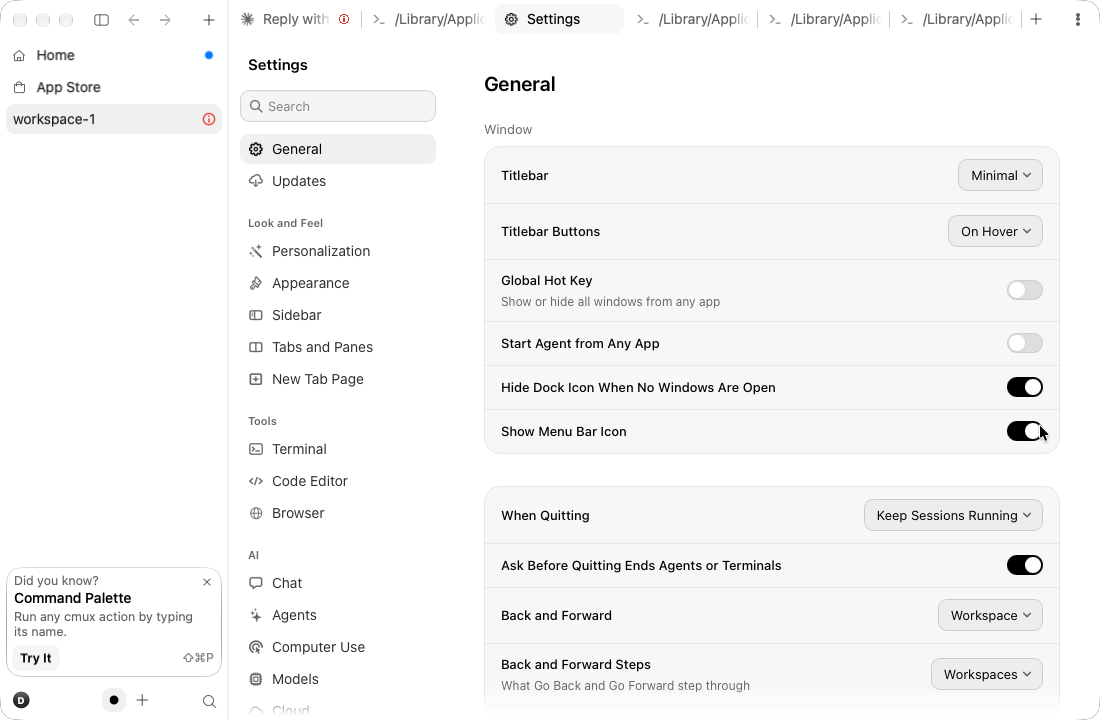 Reply with
/Library/Applic
Settings
/Library/Applic
/Library/Applic
/Library/Applic
Home
App Store
workspace-1
Did you know?
Command Palette
Run any cmux action by typing
its name.
Try It
⇧⌘P
D
Settings
Search
General
Updates
Look and Feel
Personalization
Appearance
Sidebar
Tabs and Panes
New Tab Page
Tools
Terminal
Code Editor
Browser
AI
Chat
Agents
Computer Use
Models
Cloud
General
Window
Titlebar
Minimal
Titlebar Buttons
On Hover
Global Hot Key
Show or hide all windows from any app
Start Agent from Any App
Hide Dock Icon When No Windows Are Open
Show Menu Bar Icon
When Quitting
Keep Sessions Running
Ask Before Quitting Ends Agents or Terminals
Back and Forward
Workspace
Back and Forward Steps
What Go Back and Go Forward step through
Workspaces